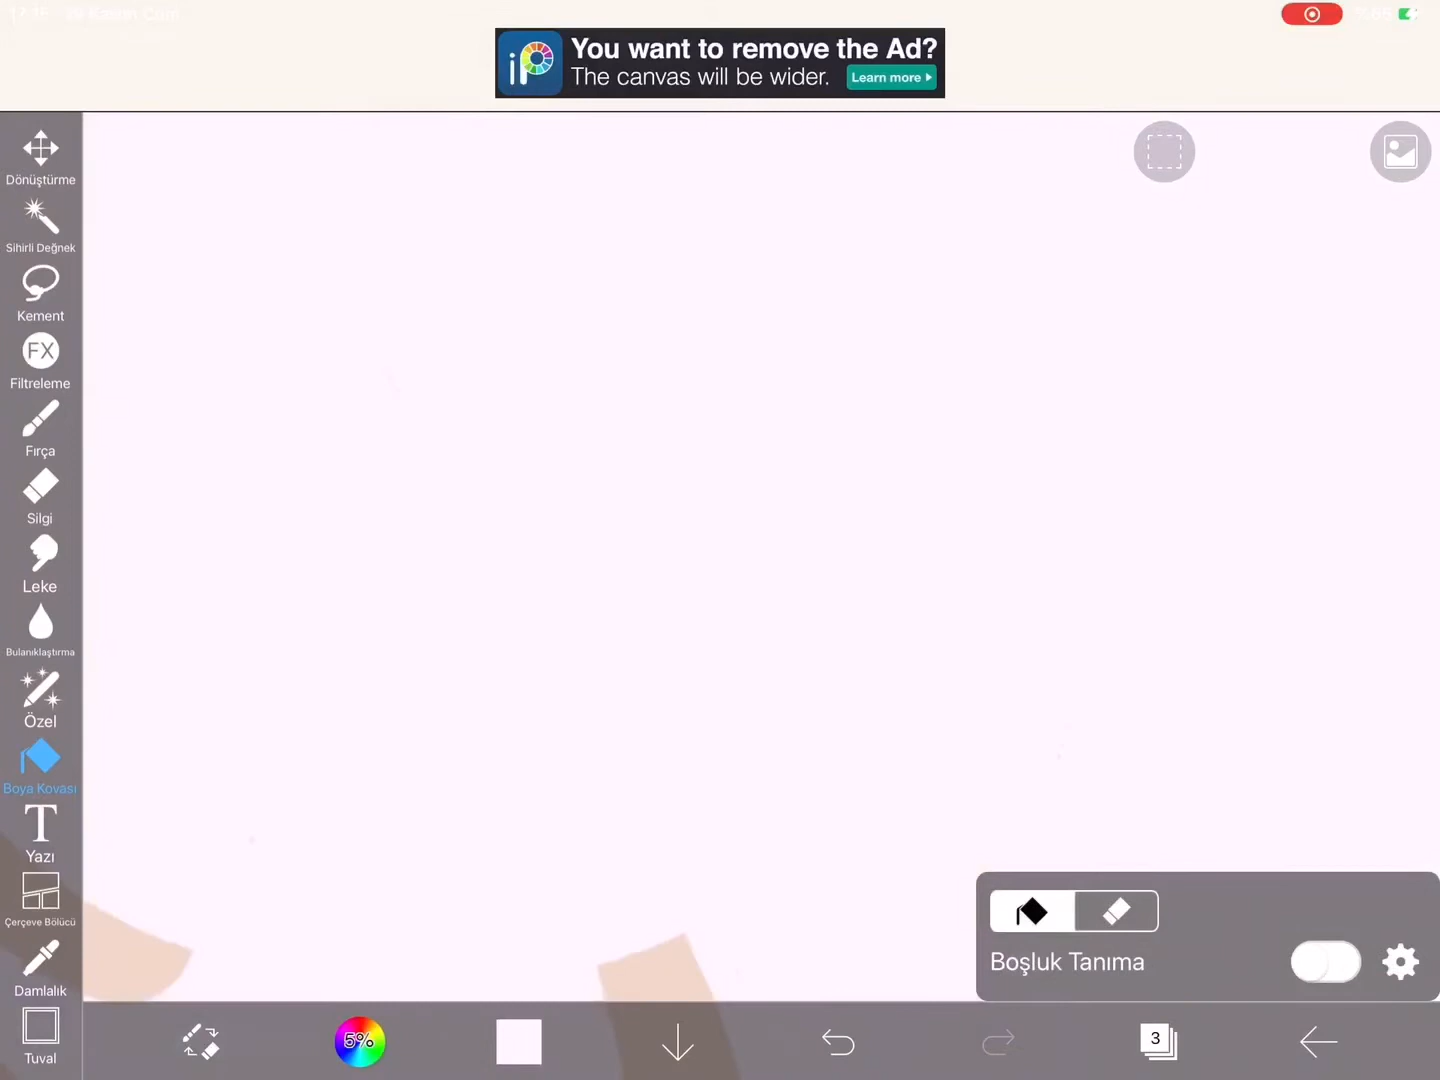 You want to remove the Ad?
The canvas will be wider.
Learn more
Dönüştürme
Sihirli Değnek
Kement
FX
Filtreleme
Fırça
Silgi
Leke
Bulanıklaştırma
Özel
Boya Kovası
T
Yazı
Çerçeve Bölücü
Damlalık
Tuval
Boşluk Tanıma
5%
3